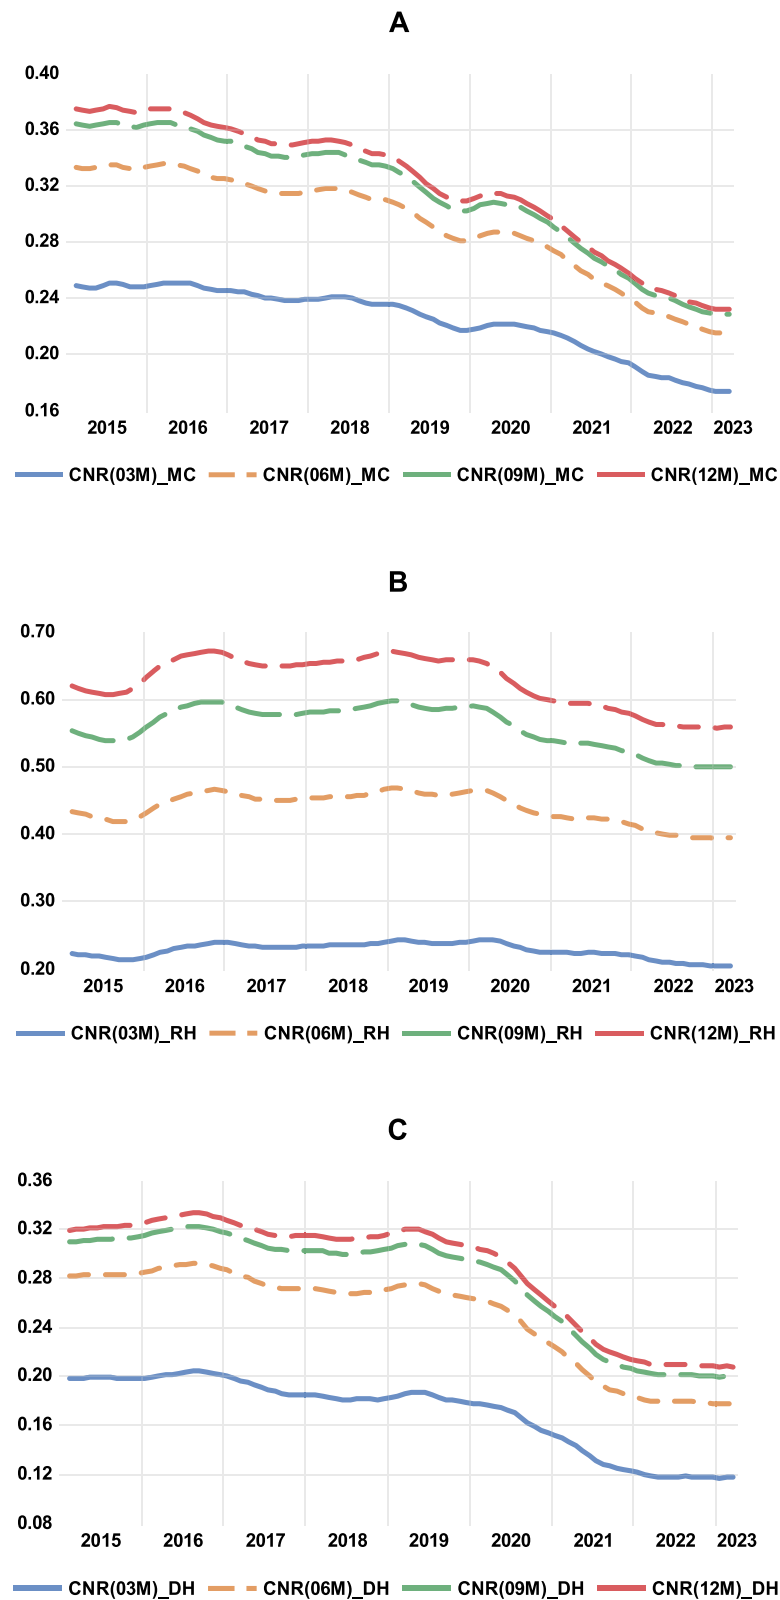 A
0.40
0.36
0.32
0.28
0.24
0.20
0.16
2015 2016 2017 2018 2019 2020 2021 2022 2023
CNR(03M)_MC CNR(06M)_MC CNR(09M)_MC CNR(12M)_MC
B
0.70
0.60
0.50
0.40
0.30
0.20
2015 2016 2017 2018 2019 2020 2021 2022 2023
CNR(03M)_RH CNR(06M)_RH CNR(09M)_RH CNR(12M)_RH
C
0.36
0.32
0.28
0.24
0.20
0.16
0.12
0.08
2015 2016 2017 2018 2019 2020 2021 2022 2023
CNR(03M)_DH CNR(06M)_DH CNR(09M)_DH CNR(12M)_DH